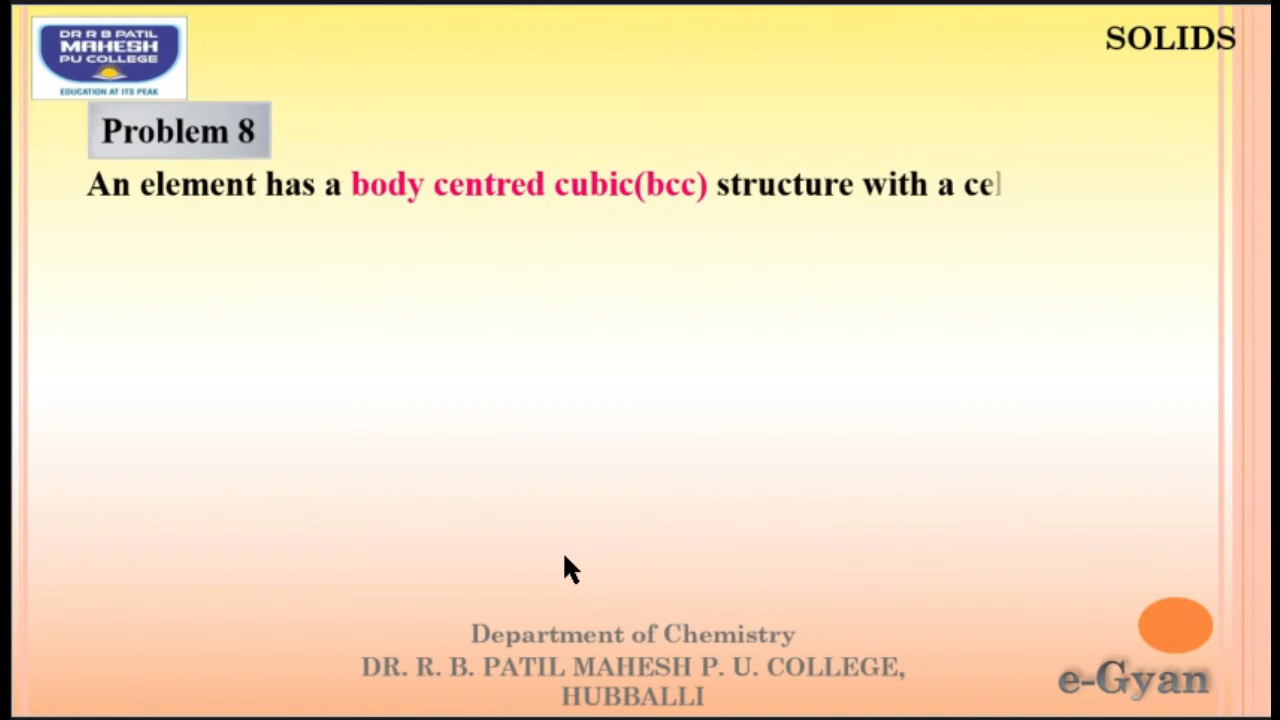 DR R B PATIL
MAHESH
PU COLLEGE
EDUCATION AT ITS PEAK
SOLIDS
Problem 8
An element has a body centred cubic(bcc) structure with a cel
Department of Chemistry
DR. R. B. PATIL MAHESH P. U. COLLEGE,
HUBBALLI
e-Gyan